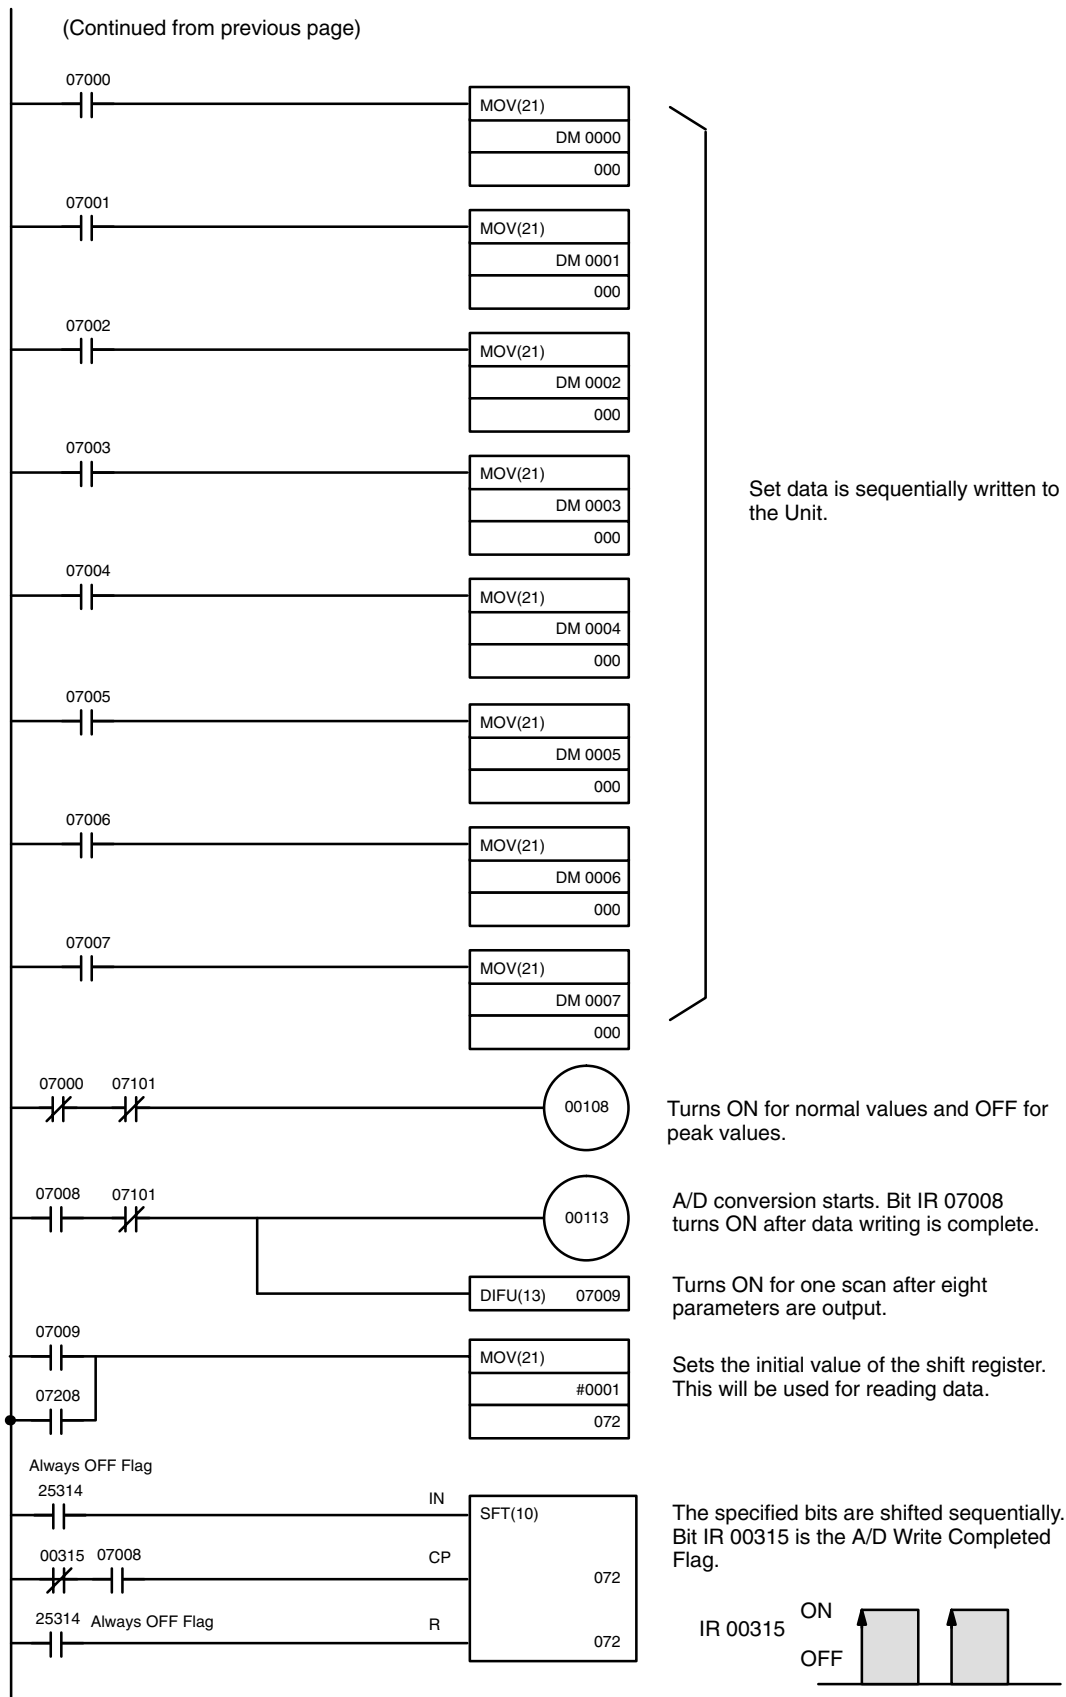 (Continued from previous page)
07000
MOV(21)
DM 0000
000
07001
MOV(21)
DM 0001
000
07002
MOV(21)
DM 0002
000
07003
MOV(21)
DM 0003
000
Set data is sequentially written to
the Unit.
07004
MOV(21)
DM 0004
000
07005
MOV(21)
DM 0005
000
07006
MOV(21)
DM 0006
000
07007
MOV(21)
DM 0007
000
07000 07101
00108
Turns ON for normal values and OFF for
peak values.
07008 07101
00113
A/D conversion starts. Bit IR 07008
turns ON after data writing is complete.
DIFU(13) 07009
Turns ON for one scan after eight
parameters are output.
07009
MOV(21)
#0001
072
07208
Sets the initial value of the shift register.
This will be used for reading data.
Always OFF Flag
25314
IN
SFT(10)
00315 07008
CP
072
25314 Always OFF Flag
R
072
The specified bits are shifted sequentially.
Bit IR 00315 is the A/D Write Completed
Flag.
IR 00315
ON
OFF